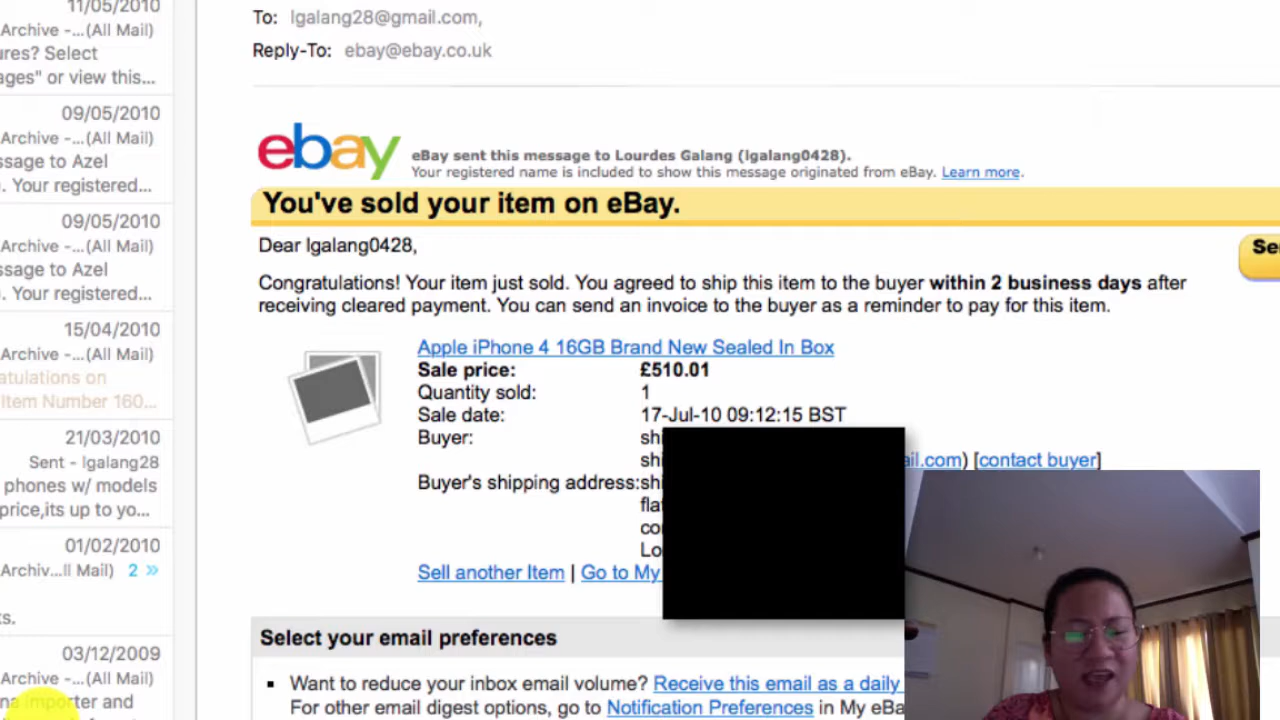 11/05/2010
Archive -...(All Mail)
ures? Select
ages" or view this...
09/05/2010
Archive -...(All Mail)
ssage to Azel
). Your registered...
09/05/2010
Archive -...(All Mail)
ssage to Azel
). Your registered...
15/04/2010
Archive -...(All Mail)
atulations on
Item Number 160...
21/03/2010
Sent - lgalang28
phones w/ models
price,its up to yo...
01/02/2010
Archiv...ll Mail) 2 »
ks.
03/12/2009
Archive -...(All Mail)
na importer and
To: lgalang28@gmail.com,
Reply-To: ebay@ebay.co.uk
ebay
eBay sent this message to Lourdes Galang (lgalang0428).
Your registered name is included to show this message originated from eBay. Learn more.
You've sold your item on eBay.
Dear lgalang0428,
Se
Congratulations! Your item just sold. You agreed to ship this item to the buyer within 2 business days after
receiving cleared payment. You can send an invoice to the buyer as a reminder to pay for this item.
Apple iPhone 4 16GB Brand New Sealed In Box
Sale price: £510.01
Quantity sold: 1
Sale date: 17-Jul-10 09:12:15 BST
Buyer: shi
shi ail.com) [contact buyer]
Buyer's shipping address: shi
flat
co
Lo
Sell another Item | Go to My
Select your email preferences
Want to reduce your inbox email volume? Receive this email as a daily
For other email digest options, go to Notification Preferences in My eBa